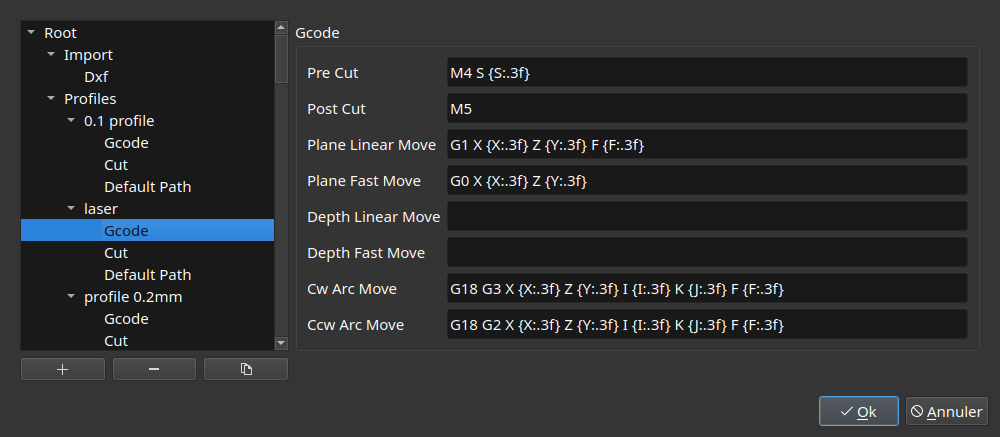 Root
Import
Dxf
Profiles
0.1 profile
Gcode
Cut
Default Path
laser
Gcode
Cut
Default Path
profile 0.2mm
Gcode
Cut
Gcode
Pre Cut M4 S {S:.3f}
Post Cut M5
Plane Linear Move G1 X {X:.3f} Z {Y:.3f} F {F:.3f}
Plane Fast Move G0 X {X:.3f} Z {Y:.3f}
Depth Linear Move
Depth Fast Move
Cw Arc Move G18 G3 X {X:.3f} Z {Y:.3f} I {I:.3f} K {J:.3f} F {F:.3f}
Ccw Arc Move G18 G2 X {X:.3f} Z {Y:.3f} I {I:.3f} K {J:.3f} F {F:.3f}
Ok Annuler